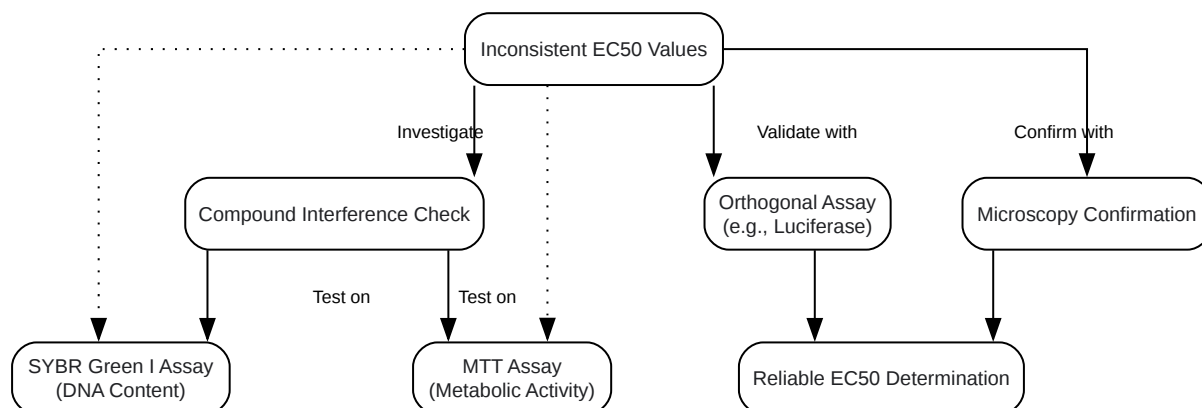 Inconsistent EC50 Values
Investigate
Validate with
Confirm with
Compound Interference Check
Orthogonal Assay
(e.g., Luciferase)
Microscopy Confirmation
Test on
Test on
SYBR Green I Assay
(DNA Content)
MTT Assay
(Metabolic Activity)
Reliable EC50 Determination